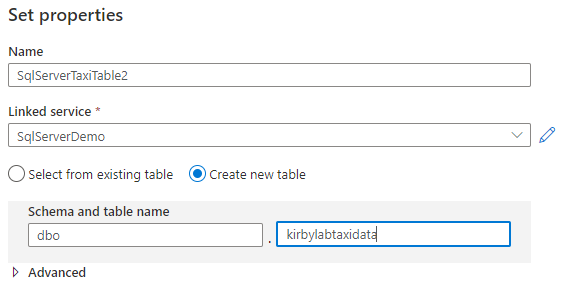 Set properties
Name
SqlServerTaxiTable2
Linked service *
SqlServerDemo
Select from existing table Create new table
Schema and table name
dbo . kirbylabtaxidata
Advanced